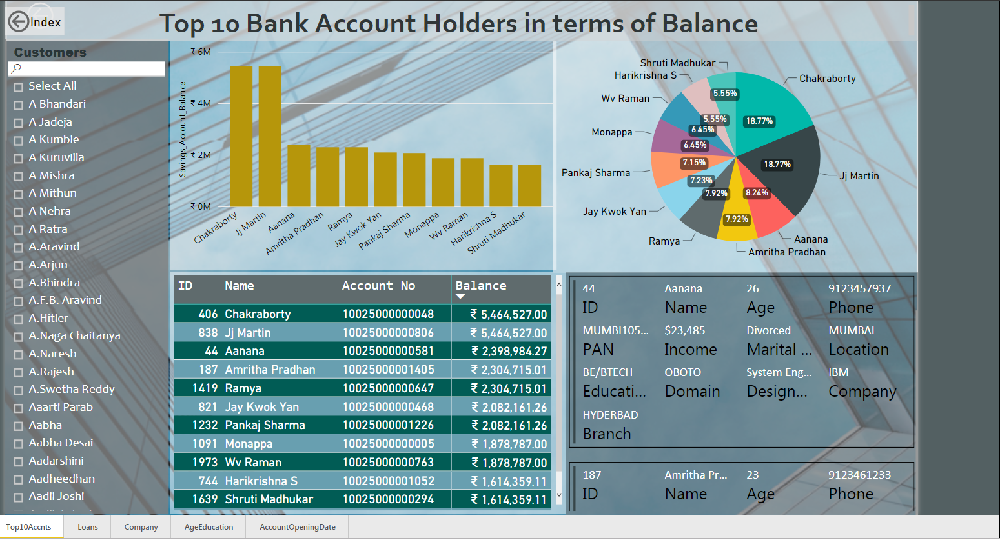 Index
Top 10 Bank Account Holders in terms of Balance
Customers
Select All
A Bhandari
A Jadeja
A Kumble
A Kuruvilla
A Mishra
A Mithun
A Nehra
A Ratra
A.Aravind
A.Arjun
A.Bhindra
A.F.B. Aravind
A.Hitler
A.Naga Chaitanya
A.Naresh
A.Rajesh
A.Swetha Reddy
Aarti Parab
Aabha
Aabha Desai
Aadarshini
Aadheedhan
Aadil Joshi
Savings_Account_Balance
₹ 6M
₹ 4M
₹ 2M
₹ 0M
Chakraborty
Jj Martin
Aanana
Amritha Pradhan
Ramya
Jay Kwok Yan
Pankaj Sharma
Monappa
Wv Raman
Harikrishna S
Shruti Madhukar
Chakraborty
18.77%
Jj Martin
18.77%
Aanana
8.24%
Amritha Pradhan
7.92%
Ramya
7.92%
Jay Kwok Yan
7.23%
Pankaj Sharma
7.15%
Monappa
6.45%
Wv Raman
6.45%
Harikrishna S
5.55%
Shruti Madhukar
5.55%
ID Name Account No Balance
406 Chakraborty 10025000000048 ₹ 5,464,527.00
838 Jj Martin 10025000000806 ₹ 5,464,527.00
44 Aanana 10025000000581 ₹ 2,398,984.27
187 Amritha Pradhan 10025000001405 ₹ 2,304,715.01
1419 Ramya 10025000000647 ₹ 2,304,715.01
821 Jay Kwok Yan 10025000000468 ₹ 2,082,161.26
1232 Pankaj Sharma 10025000001226 ₹ 2,082,161.26
1091 Monappa 10025000000005 ₹ 1,878,787.00
1973 Wv Raman 10025000000763 ₹ 1,878,787.00
744 Harikrishna S 10025000001052 ₹ 1,614,359.11
1639 Shruti Madhukar 10025000000294 ₹ 1,614,359.11
44 Aanana 26 9123457937
ID Name Age Phone
MUMBI105... $23,485 Divorced MUMBAI
PAN Income Marital ... Location
BE/BTECH OBOTO System Eng... IBM
Educati... Domain Design... Company
HYDERBAD
Branch
187 Amritha Pr... 23 9123461233
ID Name Age Phone
Top10Accnts Loans Company AgeEducation AccountOpeningDate